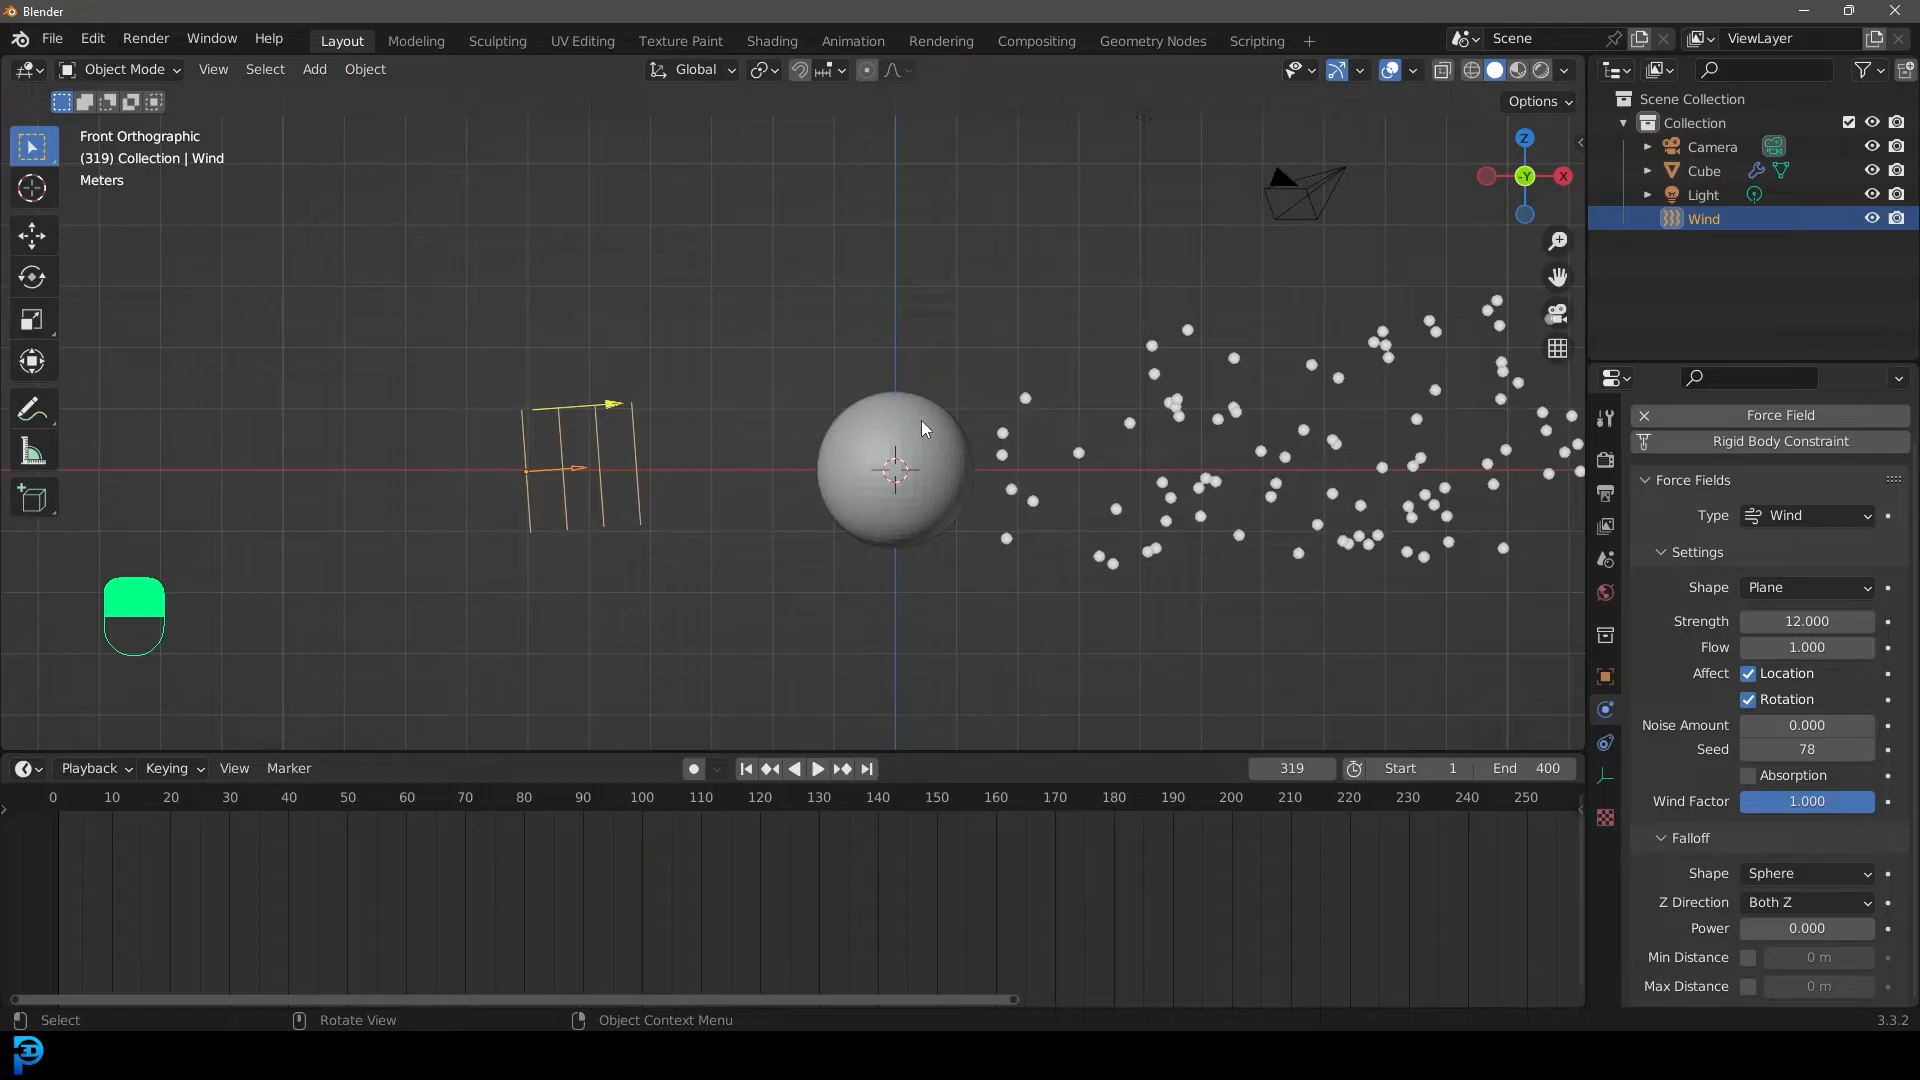 Blender
File Edit Render Window Help
Layout Modeling Sculpting UV Editing Texture Paint Shading Animation Rendering Compositing Geometry Nodes Scripting +
Scene
ViewLayer
Object Mode View Select Add Object
Global
Options
Front Orthographic
(319) Collection | Wind
Meters
Z
-Y
X
Scene Collection
Collection
Camera
Cube
Light
Wind
Force Field
Rigid Body Constraint
Force Fields
Type Wind
Settings
Shape Plane
Strength 12.000
Flow 1.000
Affect Location
Rotation
Noise Amount 0.000
Seed 78
Absorption
Wind Factor 1.000
Falloff
Shape Sphere
Z Direction Both Z
Power 0.000
Min Distance 0 m
Max Distance 0 m
Playback Keying View Marker
319 Start 1 End 400
0 10 20 30 40 50 60 70 80 90 100 110 120 130 140 150 160 170 180 190 200 210 220 230 240 250
Select Rotate View Object Context Menu
3.3.2